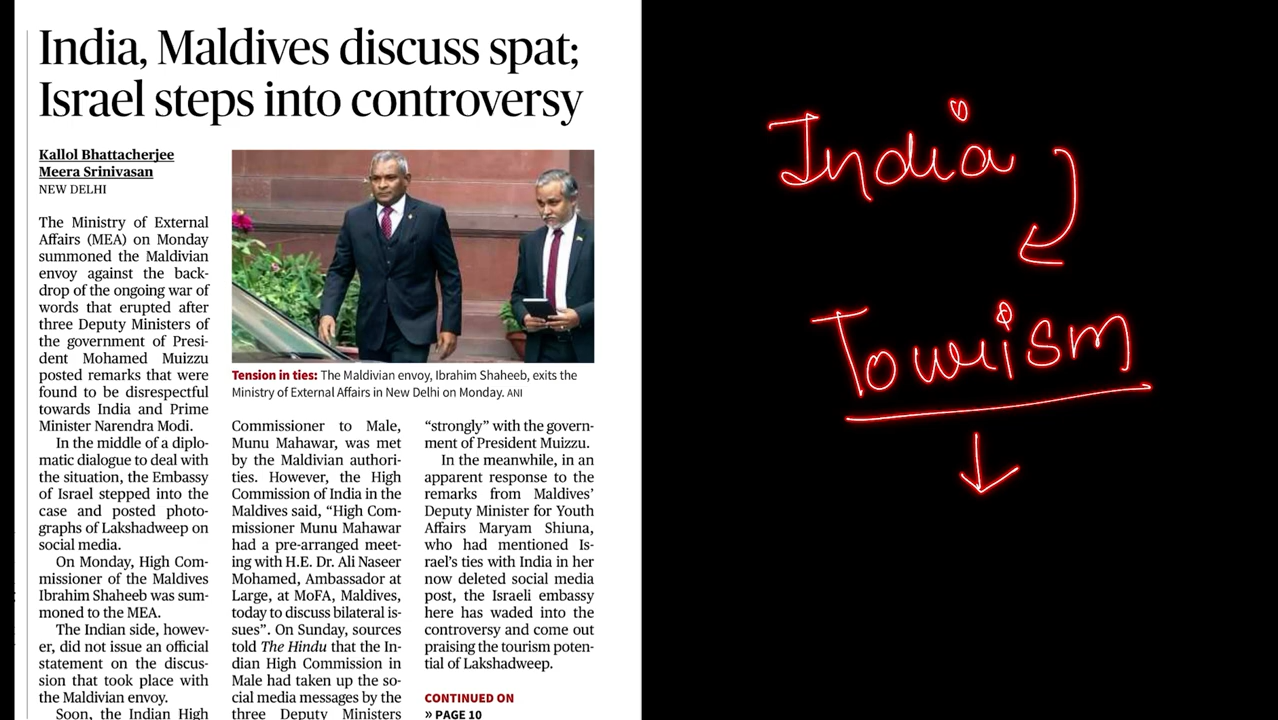 India, Maldives discuss spat;
Israel steps into controversy
Kallol Bhattacherjee
Meera Srinivasan
NEW DELHI
The Ministry of External
Affairs (MEA) on Monday
summoned the Maldivian
envoy against the back-
drop of the ongoing war of
words that erupted after
three Deputy Ministers of
the government of Presi-
dent Mohamed Muizzu
posted remarks that were
found to be disrespectful
towards India and Prime
Minister Narendra Modi.
In the middle of a diplo-
matic dialogue to deal with
the situation, the Embassy
of Israel stepped into the
case and posted photo-
graphs of Lakshadweep on
social media.
On Monday, High Com-
missioner of the Maldives
Ibrahim Shaheeb was sum-
moned to the MEA.
The Indian side, howev-
er, did not issue an official
statement on the discus-
sion that took place with
the Maldivian envoy.
Soon, the Indian High
Tension in ties: The Maldivian envoy, Ibrahim Shaheeb, exits the
Ministry of External Affairs in New Delhi on Monday. ANI
Commissioner to Male,
Munu Mahawar, was met
by the Maldivian authori-
ties. However, the High
Commission of India in the
Maldives said, “High Com-
missioner Munu Mahawar
had a pre-arranged meet-
ing with H.E. Dr. Ali Naseer
Mohamed, Ambassador at
Large, at MoFA, Maldives,
today to discuss bilateral is-
sues”. On Sunday, sources
told The Hindu that the In-
dian High Commission in
Male had taken up the so-
cial media messages by the
three Deputy Ministers
“strongly” with the govern-
ment of President Muizzu.
In the meanwhile, in an
apparent response to the
remarks from Maldives’
Deputy Minister for Youth
Affairs Maryam Shiuna,
who had mentioned Is-
rael’s ties with India in her
now deleted social media
post, the Israeli embassy
here has waded into the
controversy and come out
praising the tourism poten-
tial of Lakshadweep.
CONTINUED ON
» PAGE 10
India
Tourism